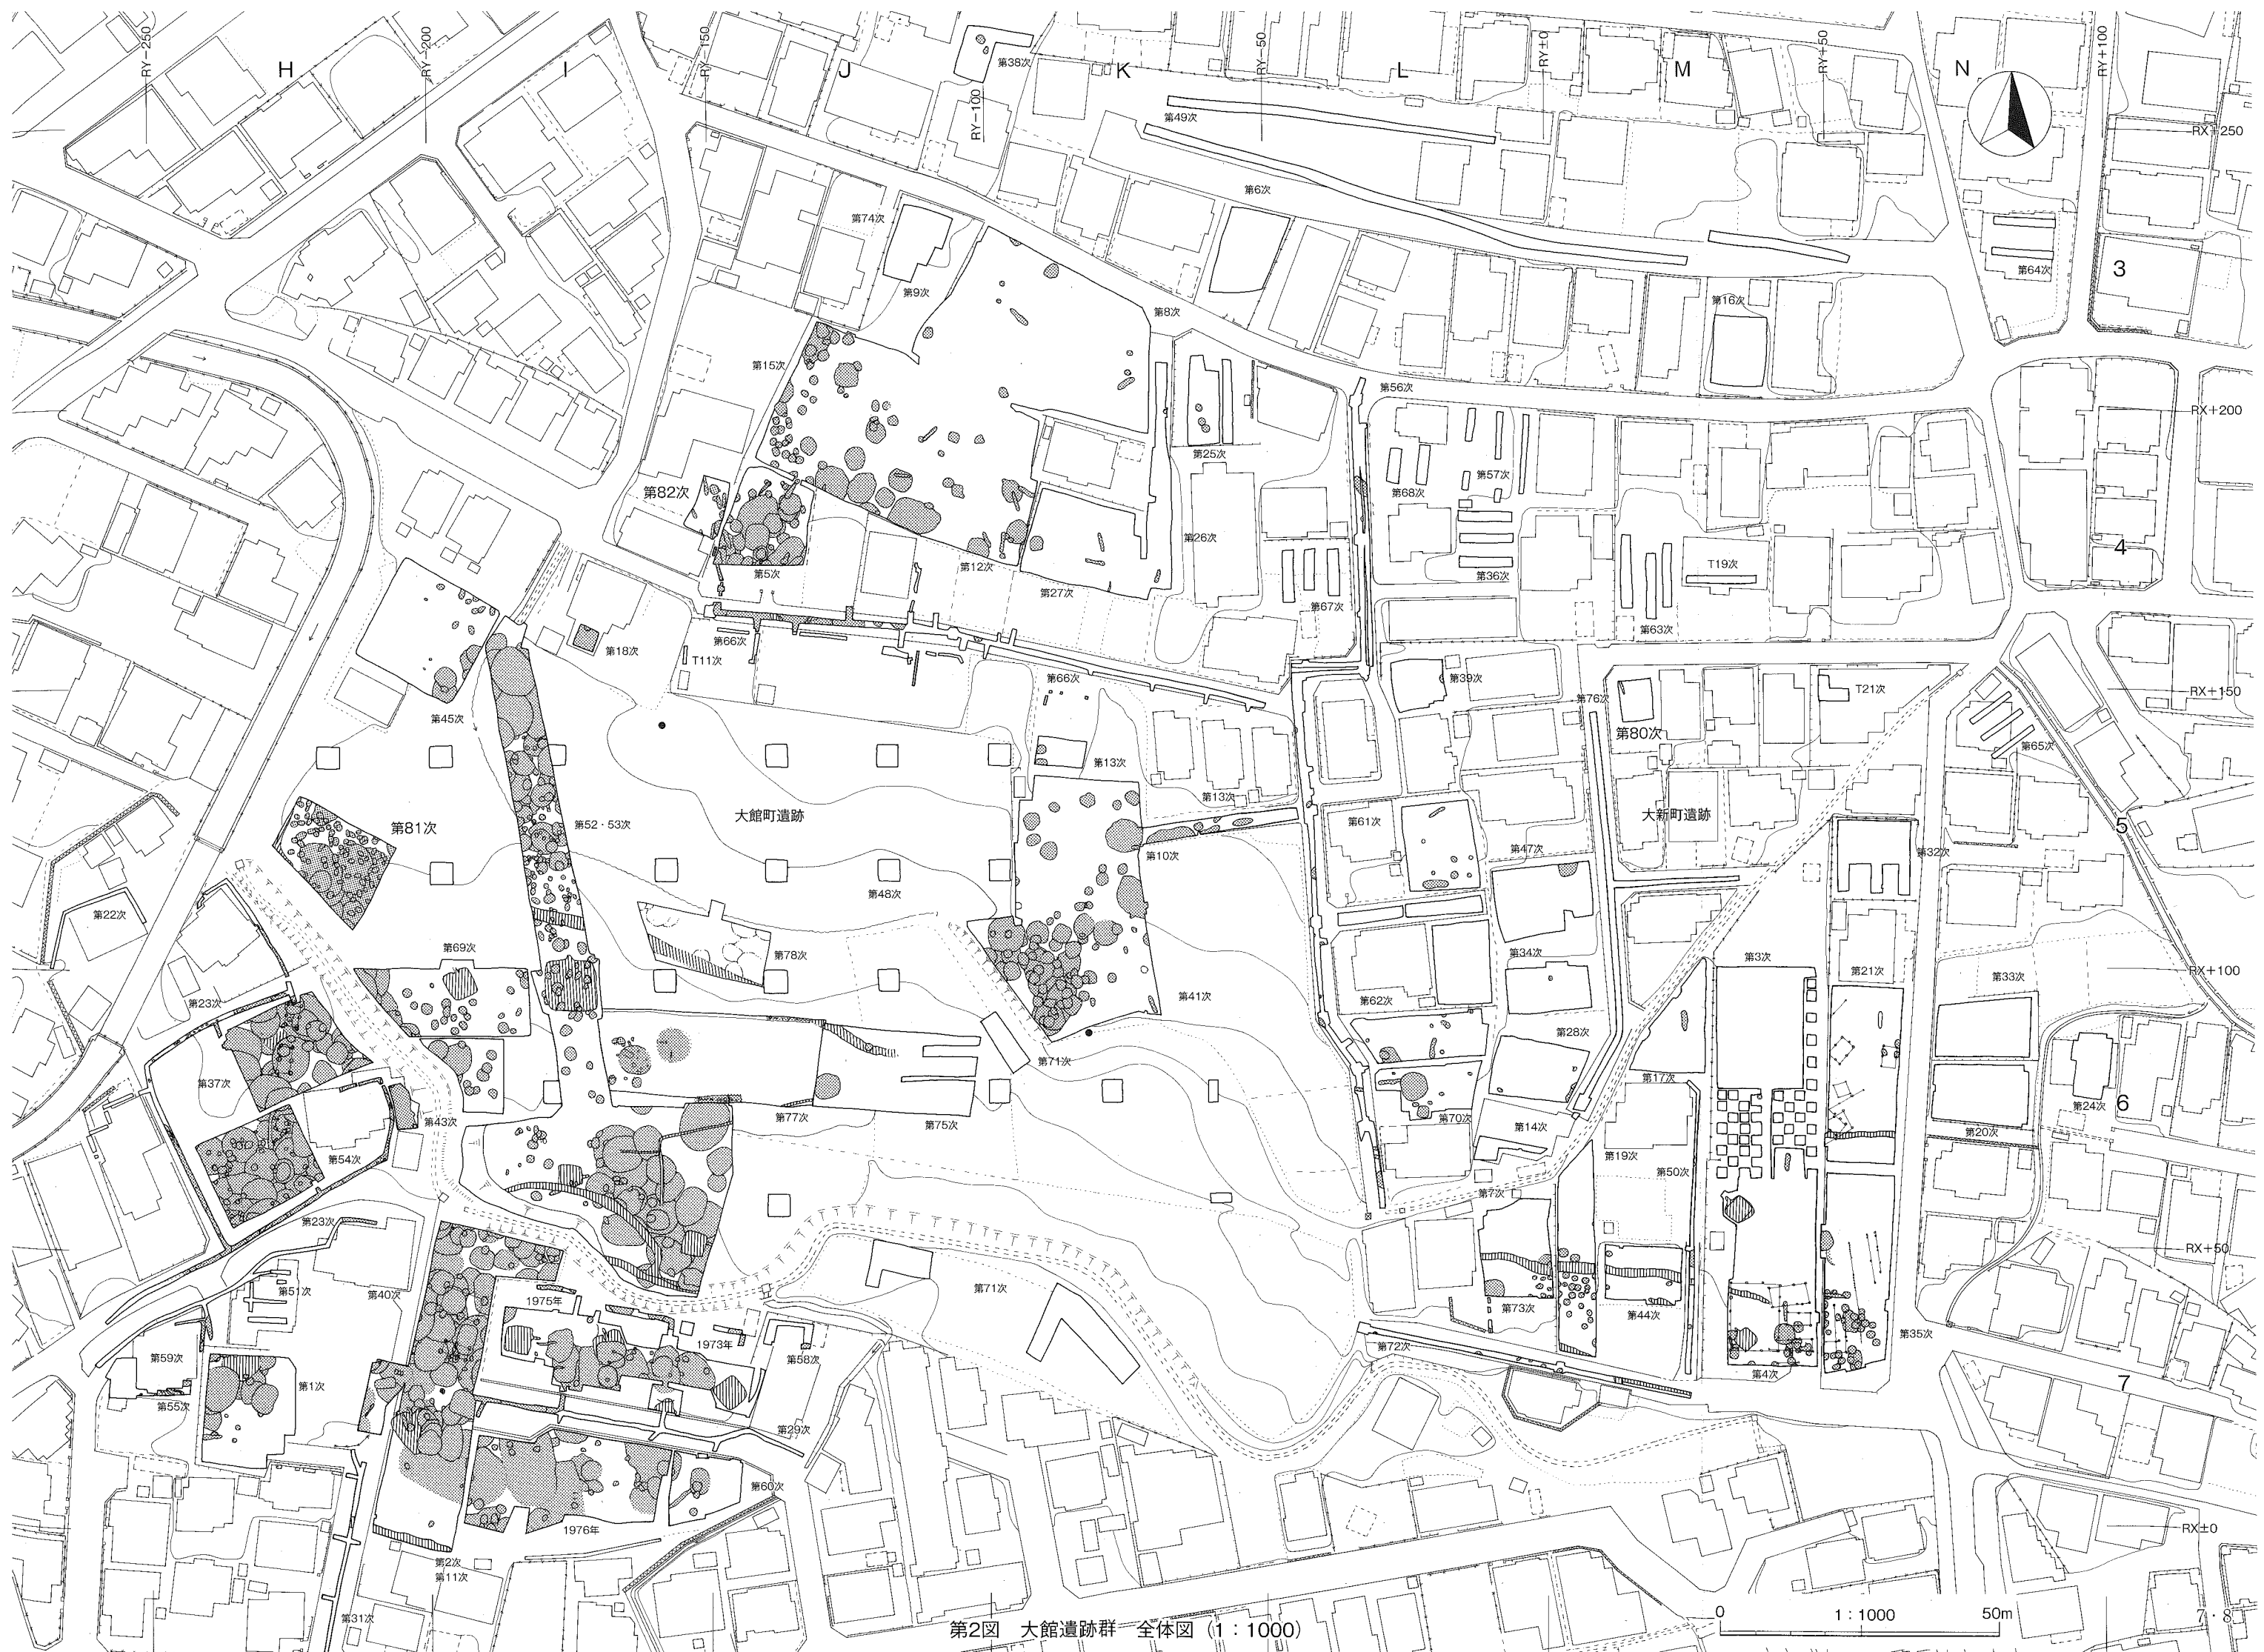 RY-250
RY-200
RY-150
RY-100
RY-50
RY±0
RY+50
RY+100
H
I
J
K
L
M
N
第38次
第49次
RX+250
第6次
第74次
第9次
第64次
3
第8次
第16次
第15次
第56次
RX+200
第25次
第57次
第68次
第82次
第26次
第5次
第12次
第27次
第36次
T19次
4
第67次
第63次
第18次
第66次
T11次
第66次
第39次
第76次
T21次
RX+150
第45次
第80次
第65次
第13次
第13次
第81次
第52・53次
大館町遺跡
第61次
大新町遺跡
5
第10次
第47次
第32次
第22次
第48次
第69次
第78次
第34次
第3次
第21次
第33次
RX+100
第23次
第41次
第62次
第28次
第71次
第37次
第17次
第43次
第77次
第75次
第70次
第14次
第24次
6
第20次
第54次
第19次
第50次
第7次
第23次
RX+50
第51次
第40次
1975年
第71次
第73次
第44次
第35次
1973年
第58次
第72次
第59次
第1次
第4次
7
第55次
第29次
第60次
1976年
RX±0
第2次
第11次
第31次
第2図 大館遺跡群 全体図 (1:1000)
0
1:1000
50m
7・8